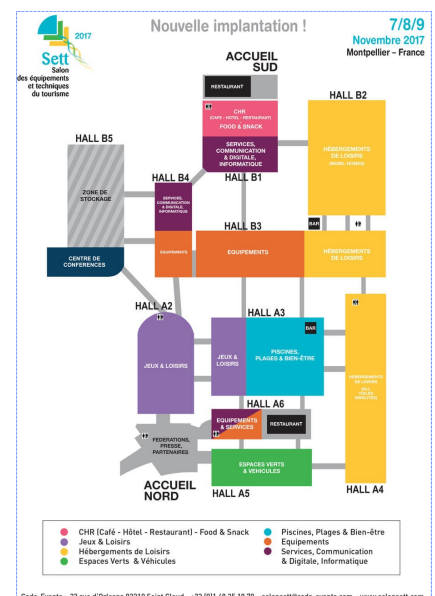 2017
Sett
Salon
des équipements
et techniques
du tourisme
Nouvelle implantation !
7/8/9
Novembre 2017
Montpellier – France
ACCUEIL
SUD
RESTAURANT
CHR
(CAFÉ - HÔTEL - RESTAURANT)
FOOD & SNACK
SERVICES,
COMMUNICATION
& DIGITALE,
INFORMATIQUE
HALL B1
HALL B2
HÉBERGEMENTS
DE LOISIRS
(MOBIL HOMES)
HALL B5
ZONE DE
STOCKAGE
CENTRE DE
CONFERENCES
HALL B4
SERVICES,
COMMUNICATION
& DIGITALE,
INFORMATIQUE
EQUIPEMENTS
HALL B3
EQUIPEMENTS
BAR
HÉBERGEMENTS
DE LOISIRS
HALL A2
JEUX & LOISIRS
HALL A3
JEUX &
LOISIRS
BAR
PISCINES,
PLAGES & BIEN-ÊTRE
HÉBERGEMENTS
DE LOISIRS
HALL A4
HALL A6
EQUIPEMENTS
& SERVICES
RESTAURANT
FEDERATIONS,
PRESSE,
PARTENAIRES
ACCUEIL
NORD
ESPACES VERTS
& VEHICULES
HALL A5
CHR (Café - Hôtel - Restaurant) - Food & Snack
Jeux & Loisirs
Hébergements de Loisirs
Espaces Verts & Véhicules
Piscines, Plages & Bien-être
Equipements
Services, Communication
& Digitale, Informatique